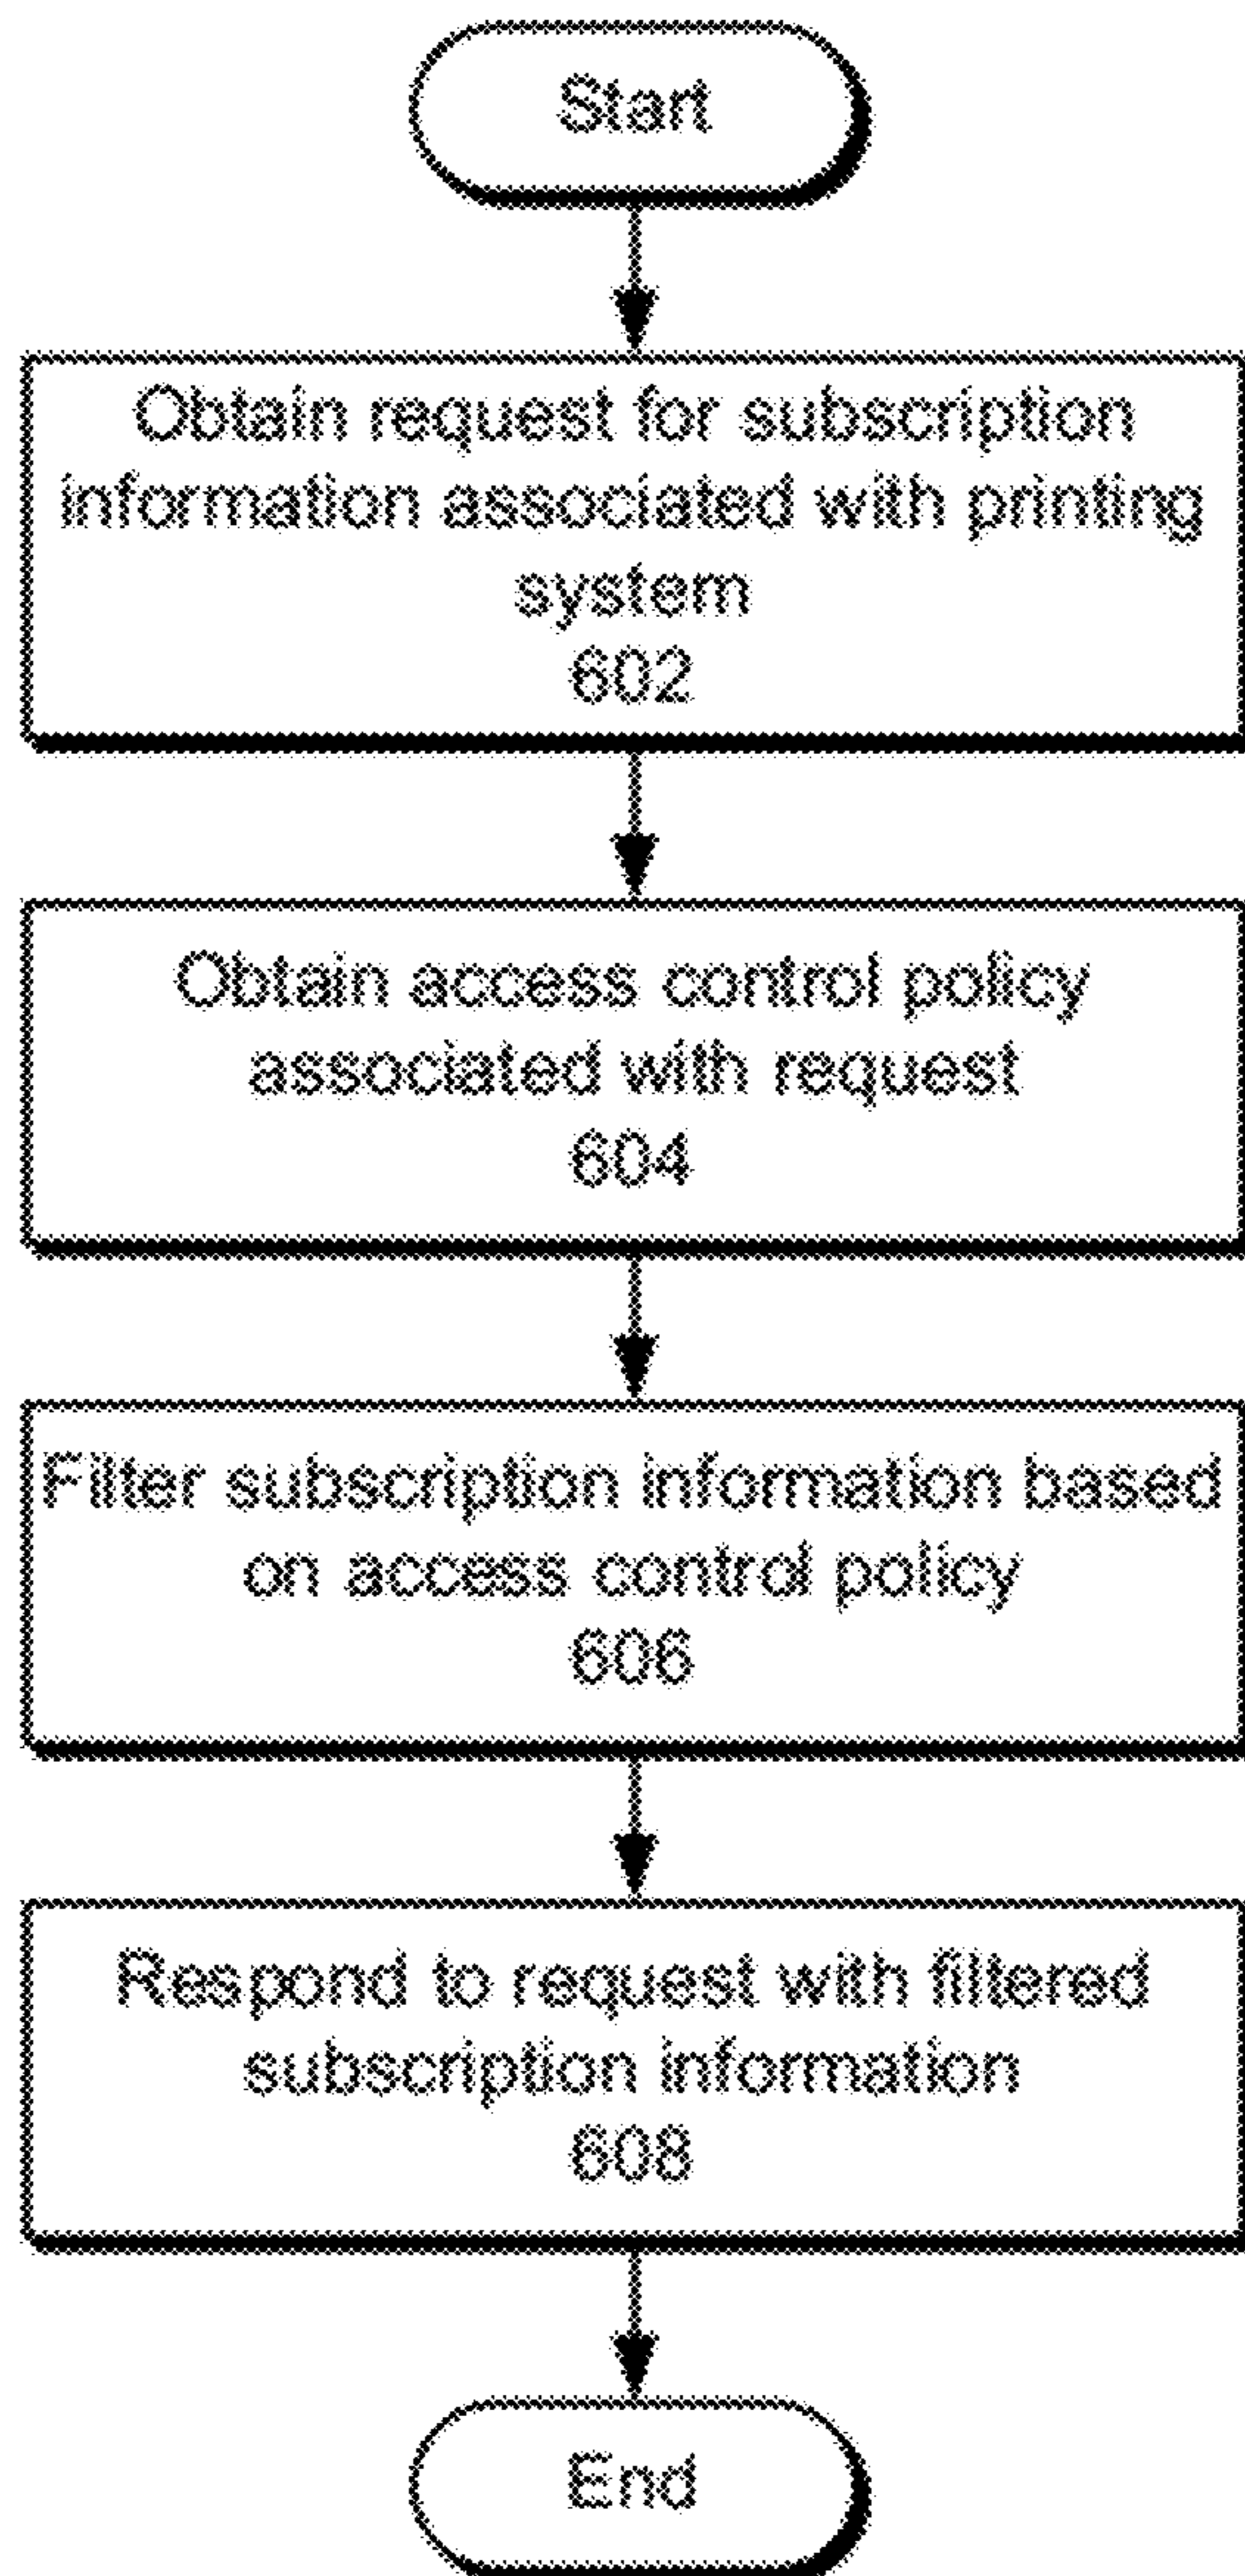 Start
Obtain request for subscription
information associated with printing
system
602
Obtain access control policy
associated with request
604
Filter subscription information based
on access control policy
606
Respond to request with filtered
subscription information
608
End